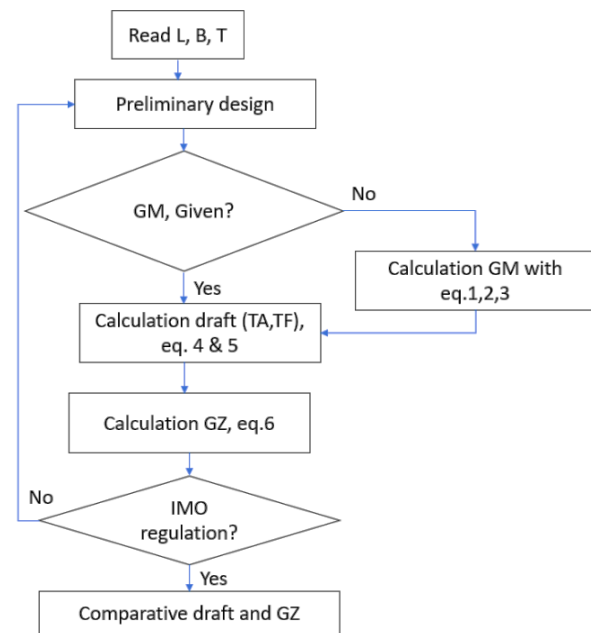 Read L, B, T
Preliminary design
GM, Given?
No
Calculation GM with
eq.1,2,3
Yes
Calculation draft (TA,TF),
eq. 4 & 5
Calculation GZ, eq.6
No
IMO
regulation?
Yes
Comparative draft and GZ